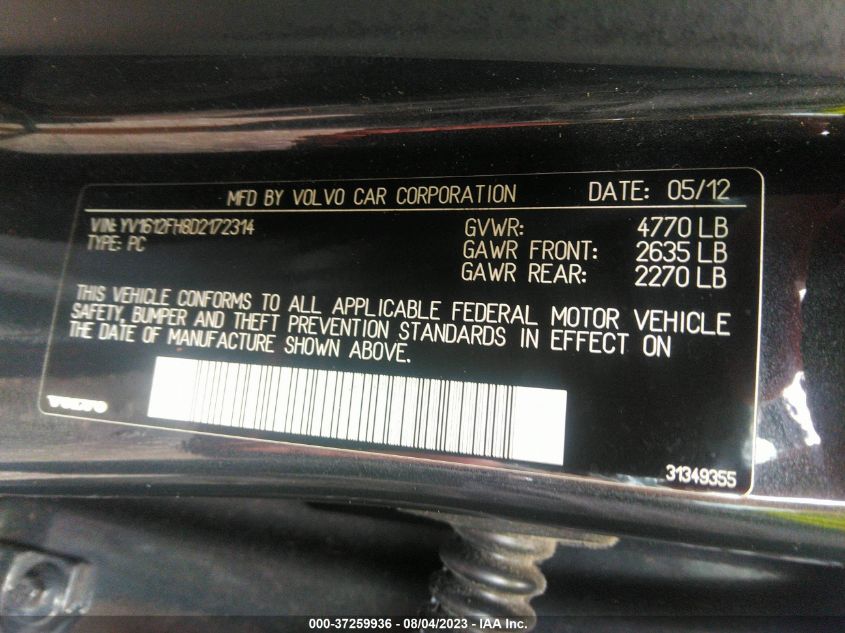 MFD BY VOLVO CAR CORPORATION DATE: 05/12
VIN: YV1612FH8D2172314 GVWR: 4770 LB
TYPE: PC GAWR FRONT: 2635 LB
GAWR REAR: 2270 LB
THIS VEHICLE CONFORMS TO ALL APPLICABLE FEDERAL MOTOR VEHICLE
SAFETY, BUMPER AND THEFT PREVENTION STANDARDS IN EFFECT ON
THE DATE OF MANUFACTURE SHOWN ABOVE.
VOLVO
31349355
000-37259936 - 08/04/2023 - IAA Inc.